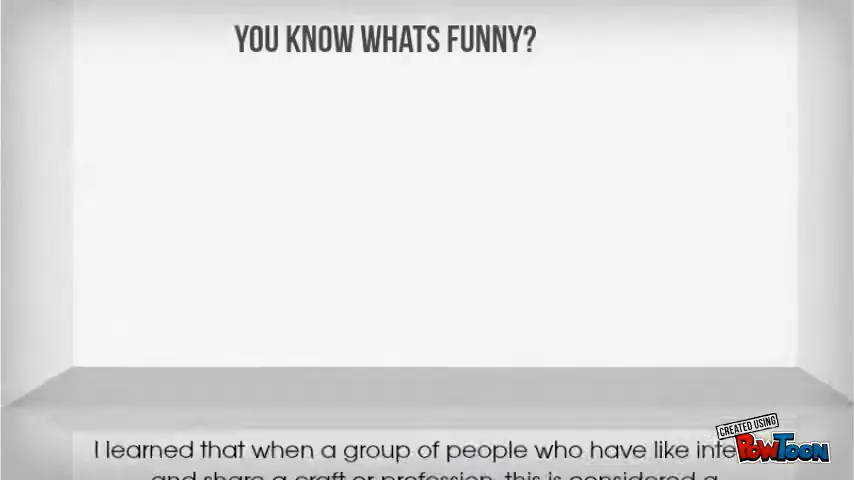 YOU KNOW WHATS FUNNY?
I learned that when a group of people who have like
and share a craft or profession, this is considered a
CREATED USING
POWTOON